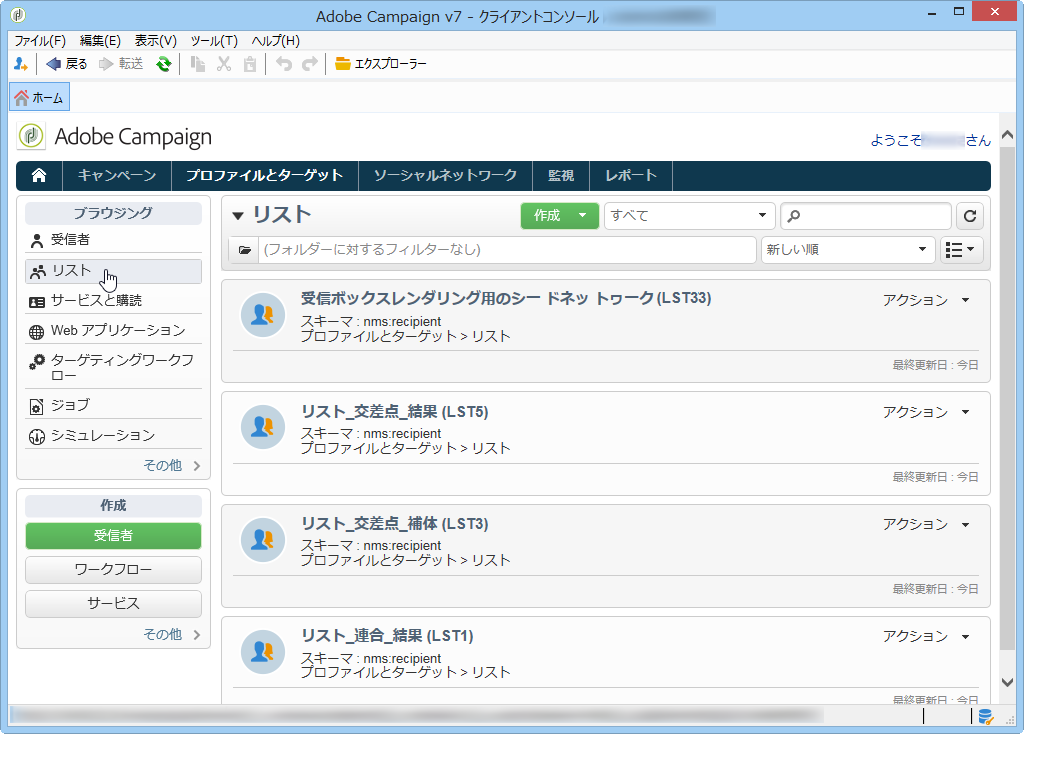 Adobe Campaign v7 - クライアントコンソール
ファイル(F) 編集(E) 表示(V) ツール(T) ヘルプ(H)
戻る 転送 エクスプローラー
ホーム
Adobe Campaign
ようこそ さん
キャンペーン プロファイルとターゲット ソーシャルネットワーク 監視 レポート
ブラウジング
受信者
リスト
サービスと購読
Web アプリケーション
ターゲティングワークフ
ロー
ジョブ
シミュレーション
その他
作成
受信者
ワークフロー
サービス
その他
リスト 作成 すべて
(フォルダーに対するフィルターなし) 新しい順
受信ボックスレンダリング用のシー ドネッ トワーク (LST33) アクション
スキーマ : nms:recipient
プロファイルとターゲット > リスト
最終更新日 : 今日
リスト_交差点_結果 (LST5) アクション
スキーマ : nms:recipient
プロファイルとターゲット > リスト
最終更新日 : 今日
リスト_交差点_補体 (LST3) アクション
スキーマ : nms:recipient
プロファイルとターゲット > リスト
最終更新日 : 今日
リスト_連合_結果 (LST1) アクション
スキーマ : nms:recipient
プロファイルとターゲット > リスト
最終更新日 : 今日